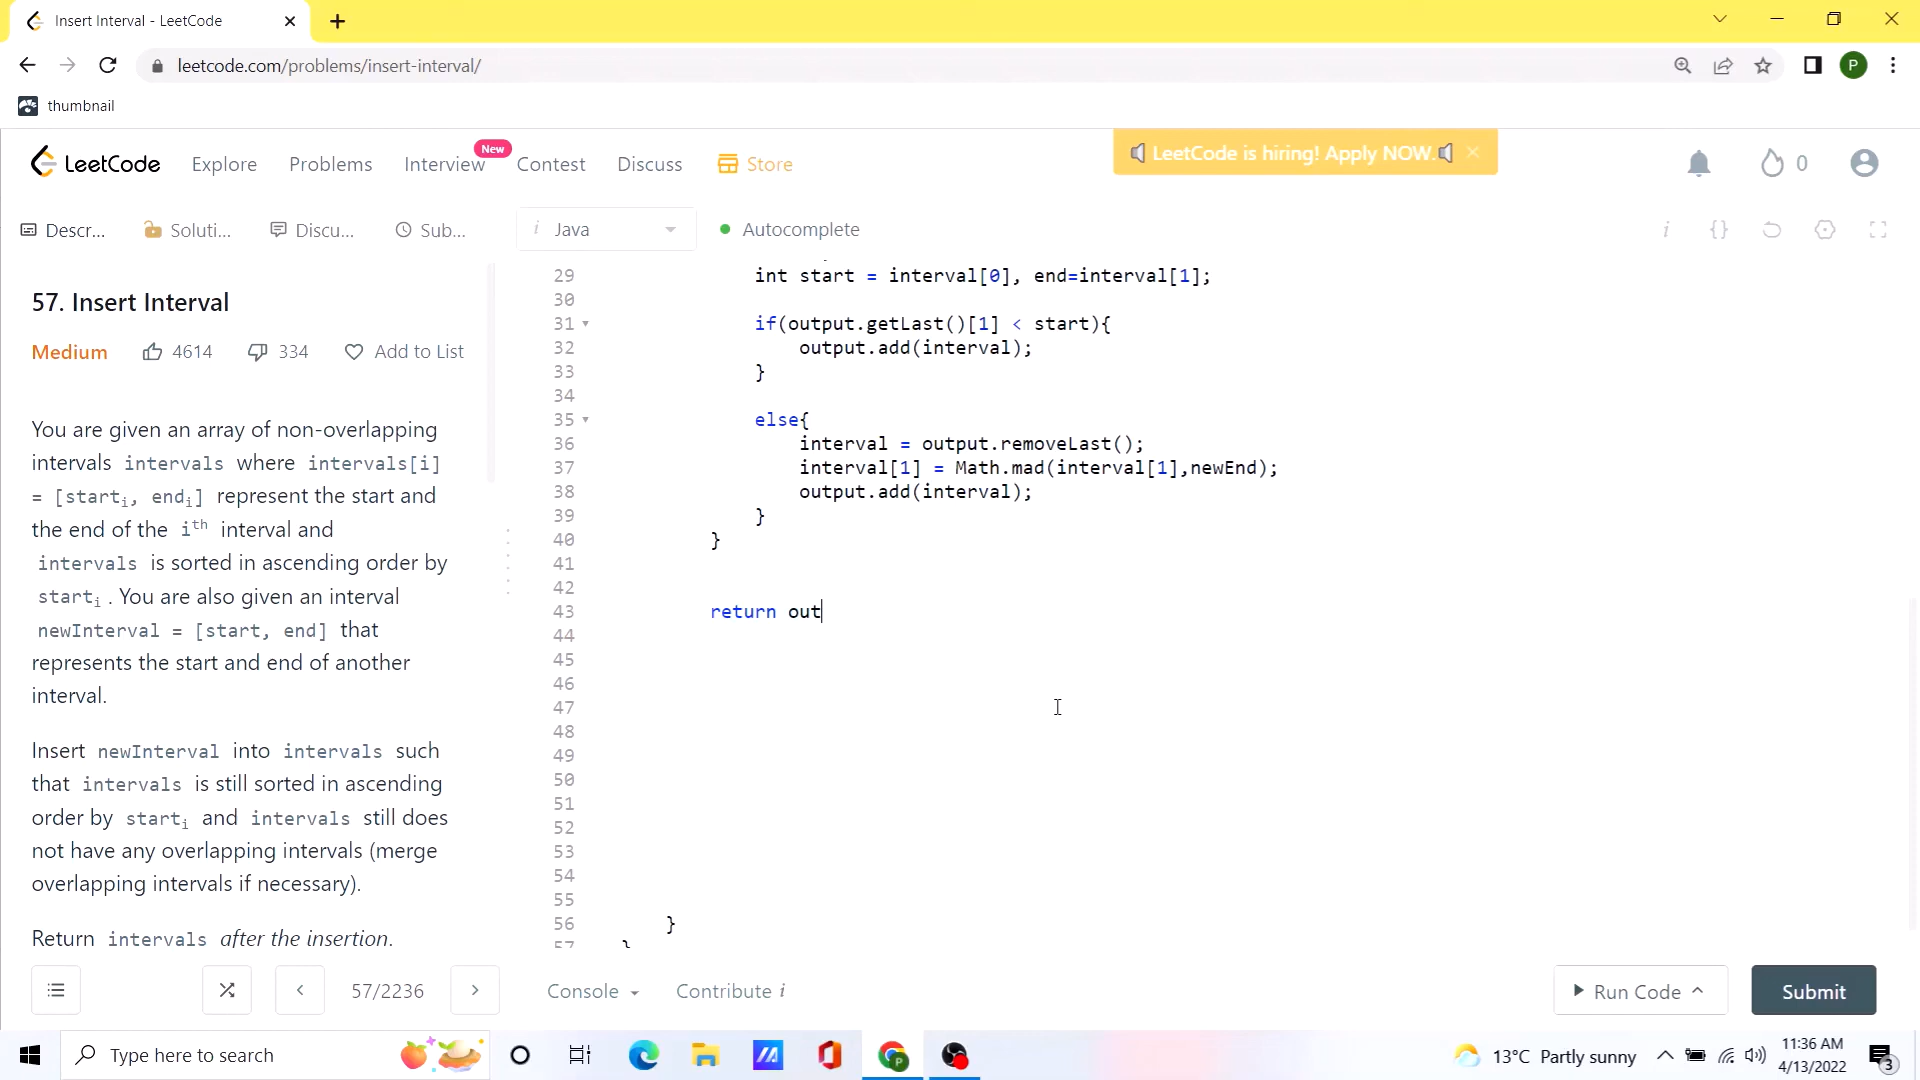 Insert Interval - LeetCode
leetcode.com/problems/insert-interval/
P
thumbnail
LeetCode
Explore
Problems
Interview
New
Contest
Discuss
Store
LeetCode is hiring! Apply NOW.
0
Descr...
Soluti...
Discu...
Sub...
i Java
Autocomplete
i
{}
57. Insert Interval
Medium
4614
334
Add to List
You are given an array of non-overlapping
intervals intervals where intervals[i]
= [starti, endi] represent the start and
the end of the ith interval and
intervals is sorted in ascending order by
starti . You are also given an interval
newInterval = [start, end] that
represents the start and end of another
interval.
Insert newInterval into intervals such
that intervals is still sorted in ascending
order by starti and intervals still does
not have any overlapping intervals (merge
overlapping intervals if necessary).
Return intervals after the insertion.
29 int start = interval[0], end=interval[1];
30
31 if(output.getLast()[1] < start){
32 output.add(interval);
33 }
34
35 else{
36 interval = output.removeLast();
37 interval[1] = Math.mad(interval[1],newEnd);
38 output.add(interval);
39 }
40 }
41
42
43 return out
44
45
46
47
48
49
50
51
52
53
54
55
56 }
57 }
57/2236
Console
Contribute i
Run Code
Submit
Type here to search
P
13°C Partly sunny
11:36 AM
4/13/2022
3